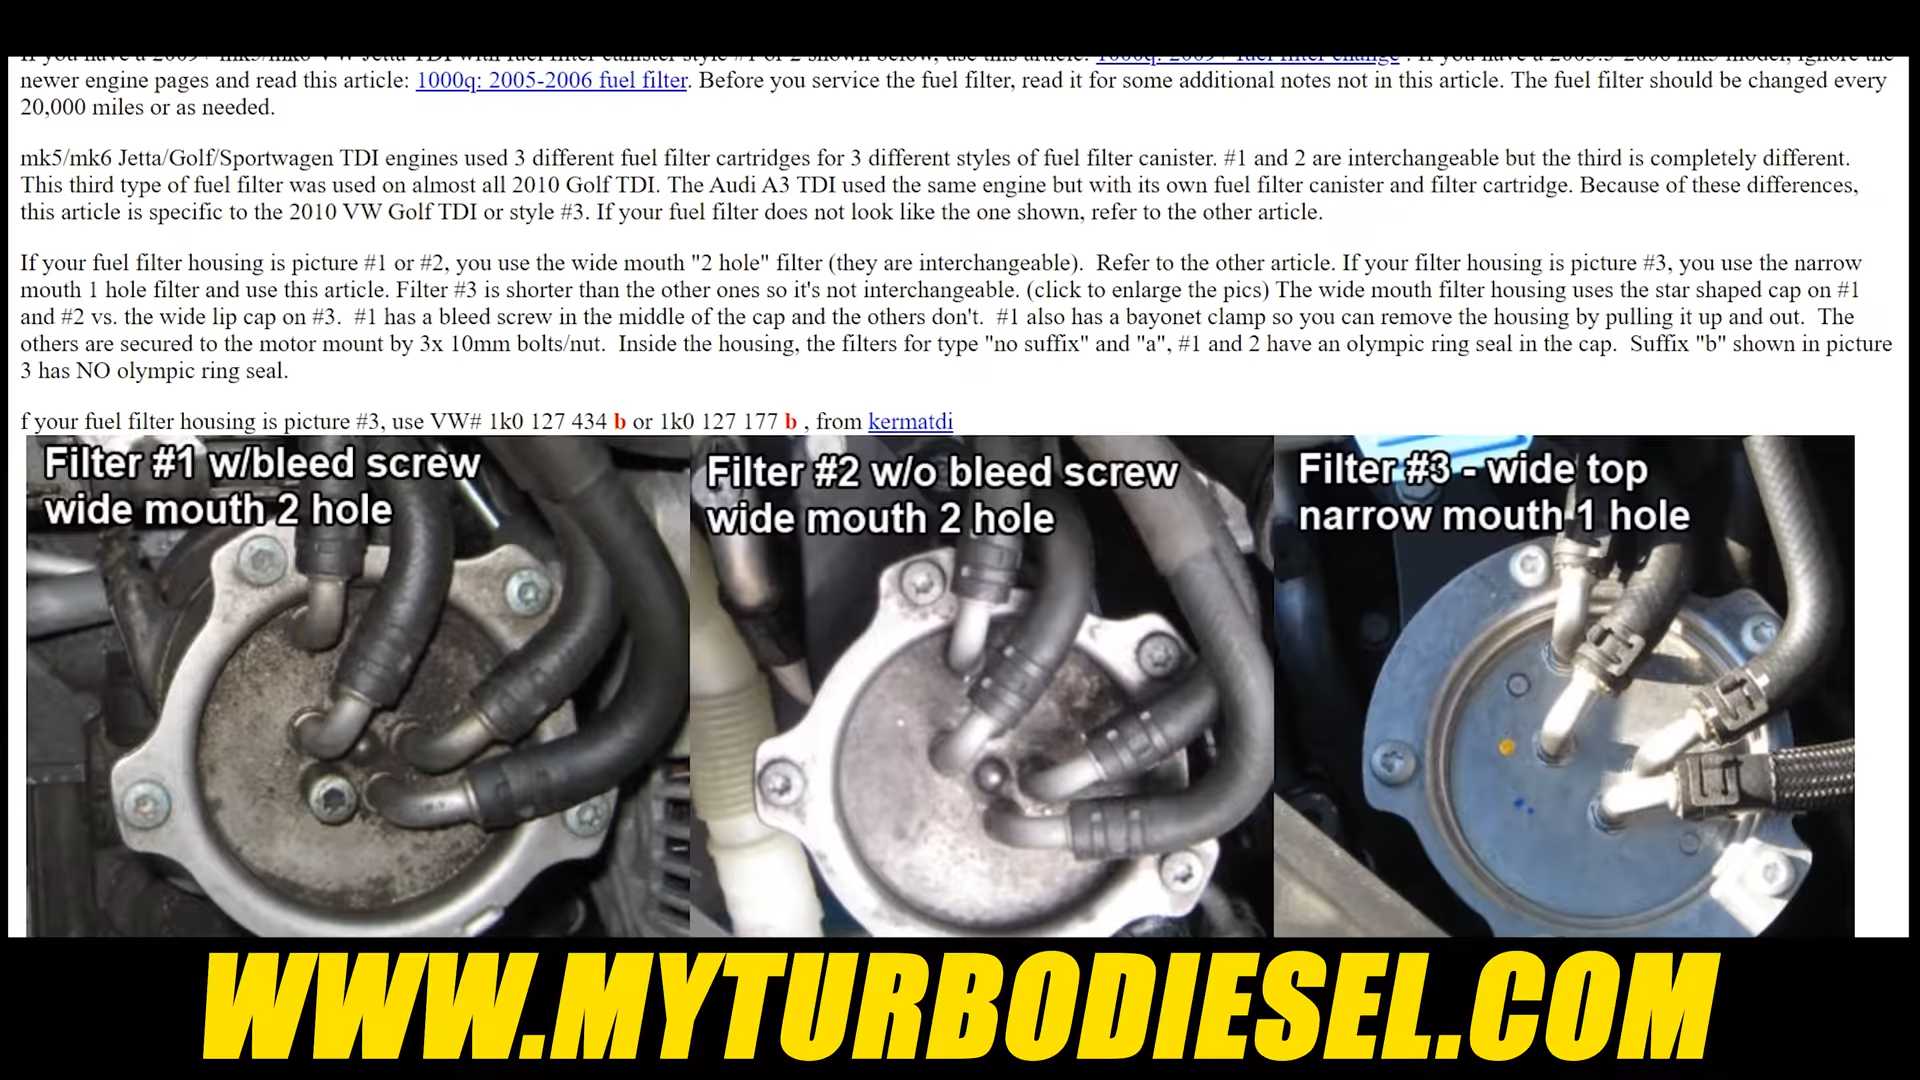 newer engine pages and read this article: 1000q: 2005-2006 fuel filter. Before you service the fuel filter, read it for some additional notes not in this article. The fuel filter should be changed every
20,000 miles or as needed.
mk5/mk6 Jetta/Golf/Sportwagen TDI engines used 3 different fuel filter cartridges for 3 different styles of fuel filter canister. #1 and 2 are interchangeable but the third is completely different.
This third type of fuel filter was used on almost all 2010 Golf TDI. The Audi A3 TDI used the same engine but with its own fuel filter canister and filter cartridge. Because of these differences,
this article is specific to the 2010 VW Golf TDI or style #3. If your fuel filter does not look like the one shown, refer to the other article.
If your fuel filter housing is picture #1 or #2, you use the wide mouth "2 hole" filter (they are interchangeable).  Refer to the other article. If your filter housing is picture #3, you use the narrow
mouth 1 hole filter and use this article. Filter #3 is shorter than the other ones so it's not interchangeable. (click to enlarge the pics) The wide mouth filter housing uses the star shaped cap on #1
and #2 vs. the wide lip cap on #3.  #1 has a bleed screw in the middle of the cap and the others don't.  #1 also has a bayonet clamp so you can remove the housing by pulling it up and out.  The
others are secured to the motor mount by 3x 10mm bolts/nut.  Inside the housing, the filters for type "no suffix" and "a", #1 and 2 have an olympic ring seal in the cap.  Suffix "b" shown in picture
3 has NO olympic ring seal.
f your fuel filter housing is picture #3, use VW# 1k0 127 434 b or 1k0 127 177 b , from kermatdi
Filter #1 w/bleed screw
wide mouth 2 hole
Filter #2 w/o bleed screw
wide mouth 2 hole
Filter #3 - wide top
narrow mouth 1 hole
WWW.MYTURBODIESEL.COM